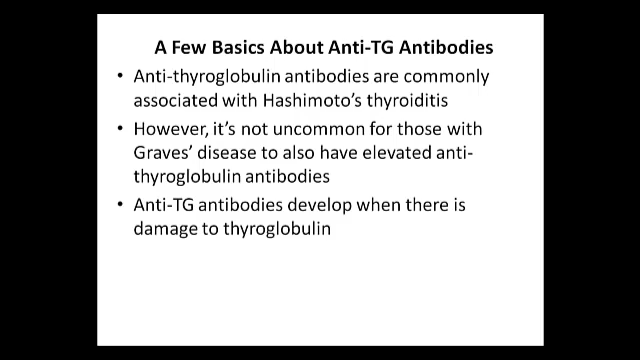 A Few Basics About Anti-TG Antibodies
• Anti-thyroglobulin antibodies are commonly
associated with Hashimoto's thyroiditis
• However, it's not uncommon for those with
Graves' disease to also have elevated anti-
thyroglobulin antibodies
• Anti-TG antibodies develop when there is
damage to thyroglobulin